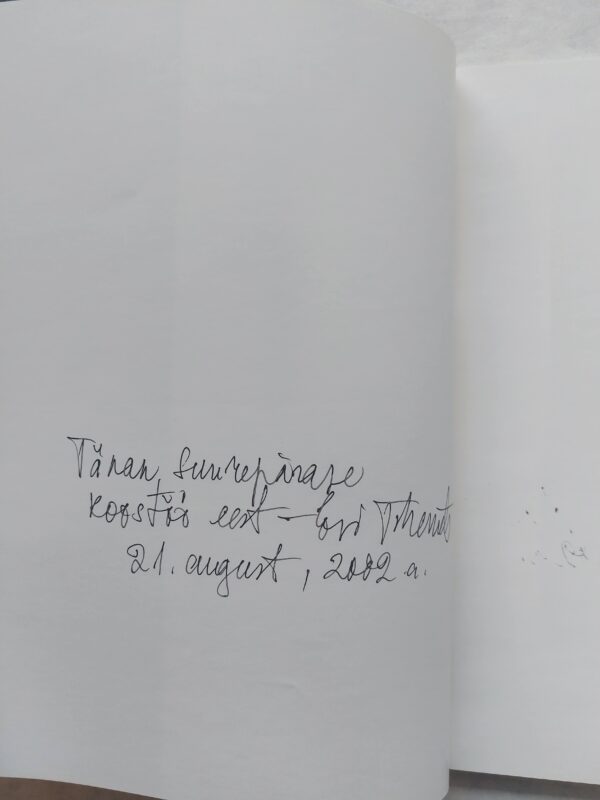 Tänan suurepärase
koostöö eest –
21. august, 2002 a.